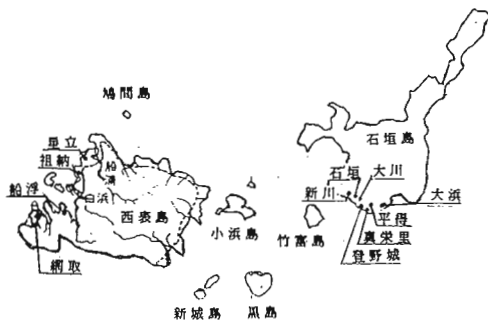 鳩間島
星立
祖納
船浮
船浦
白浜
西表島
網取
小浜島
竹富島
新城島
黒島
石垣島
石垣
大川
新川
大浜
平得
真栄里
登野城